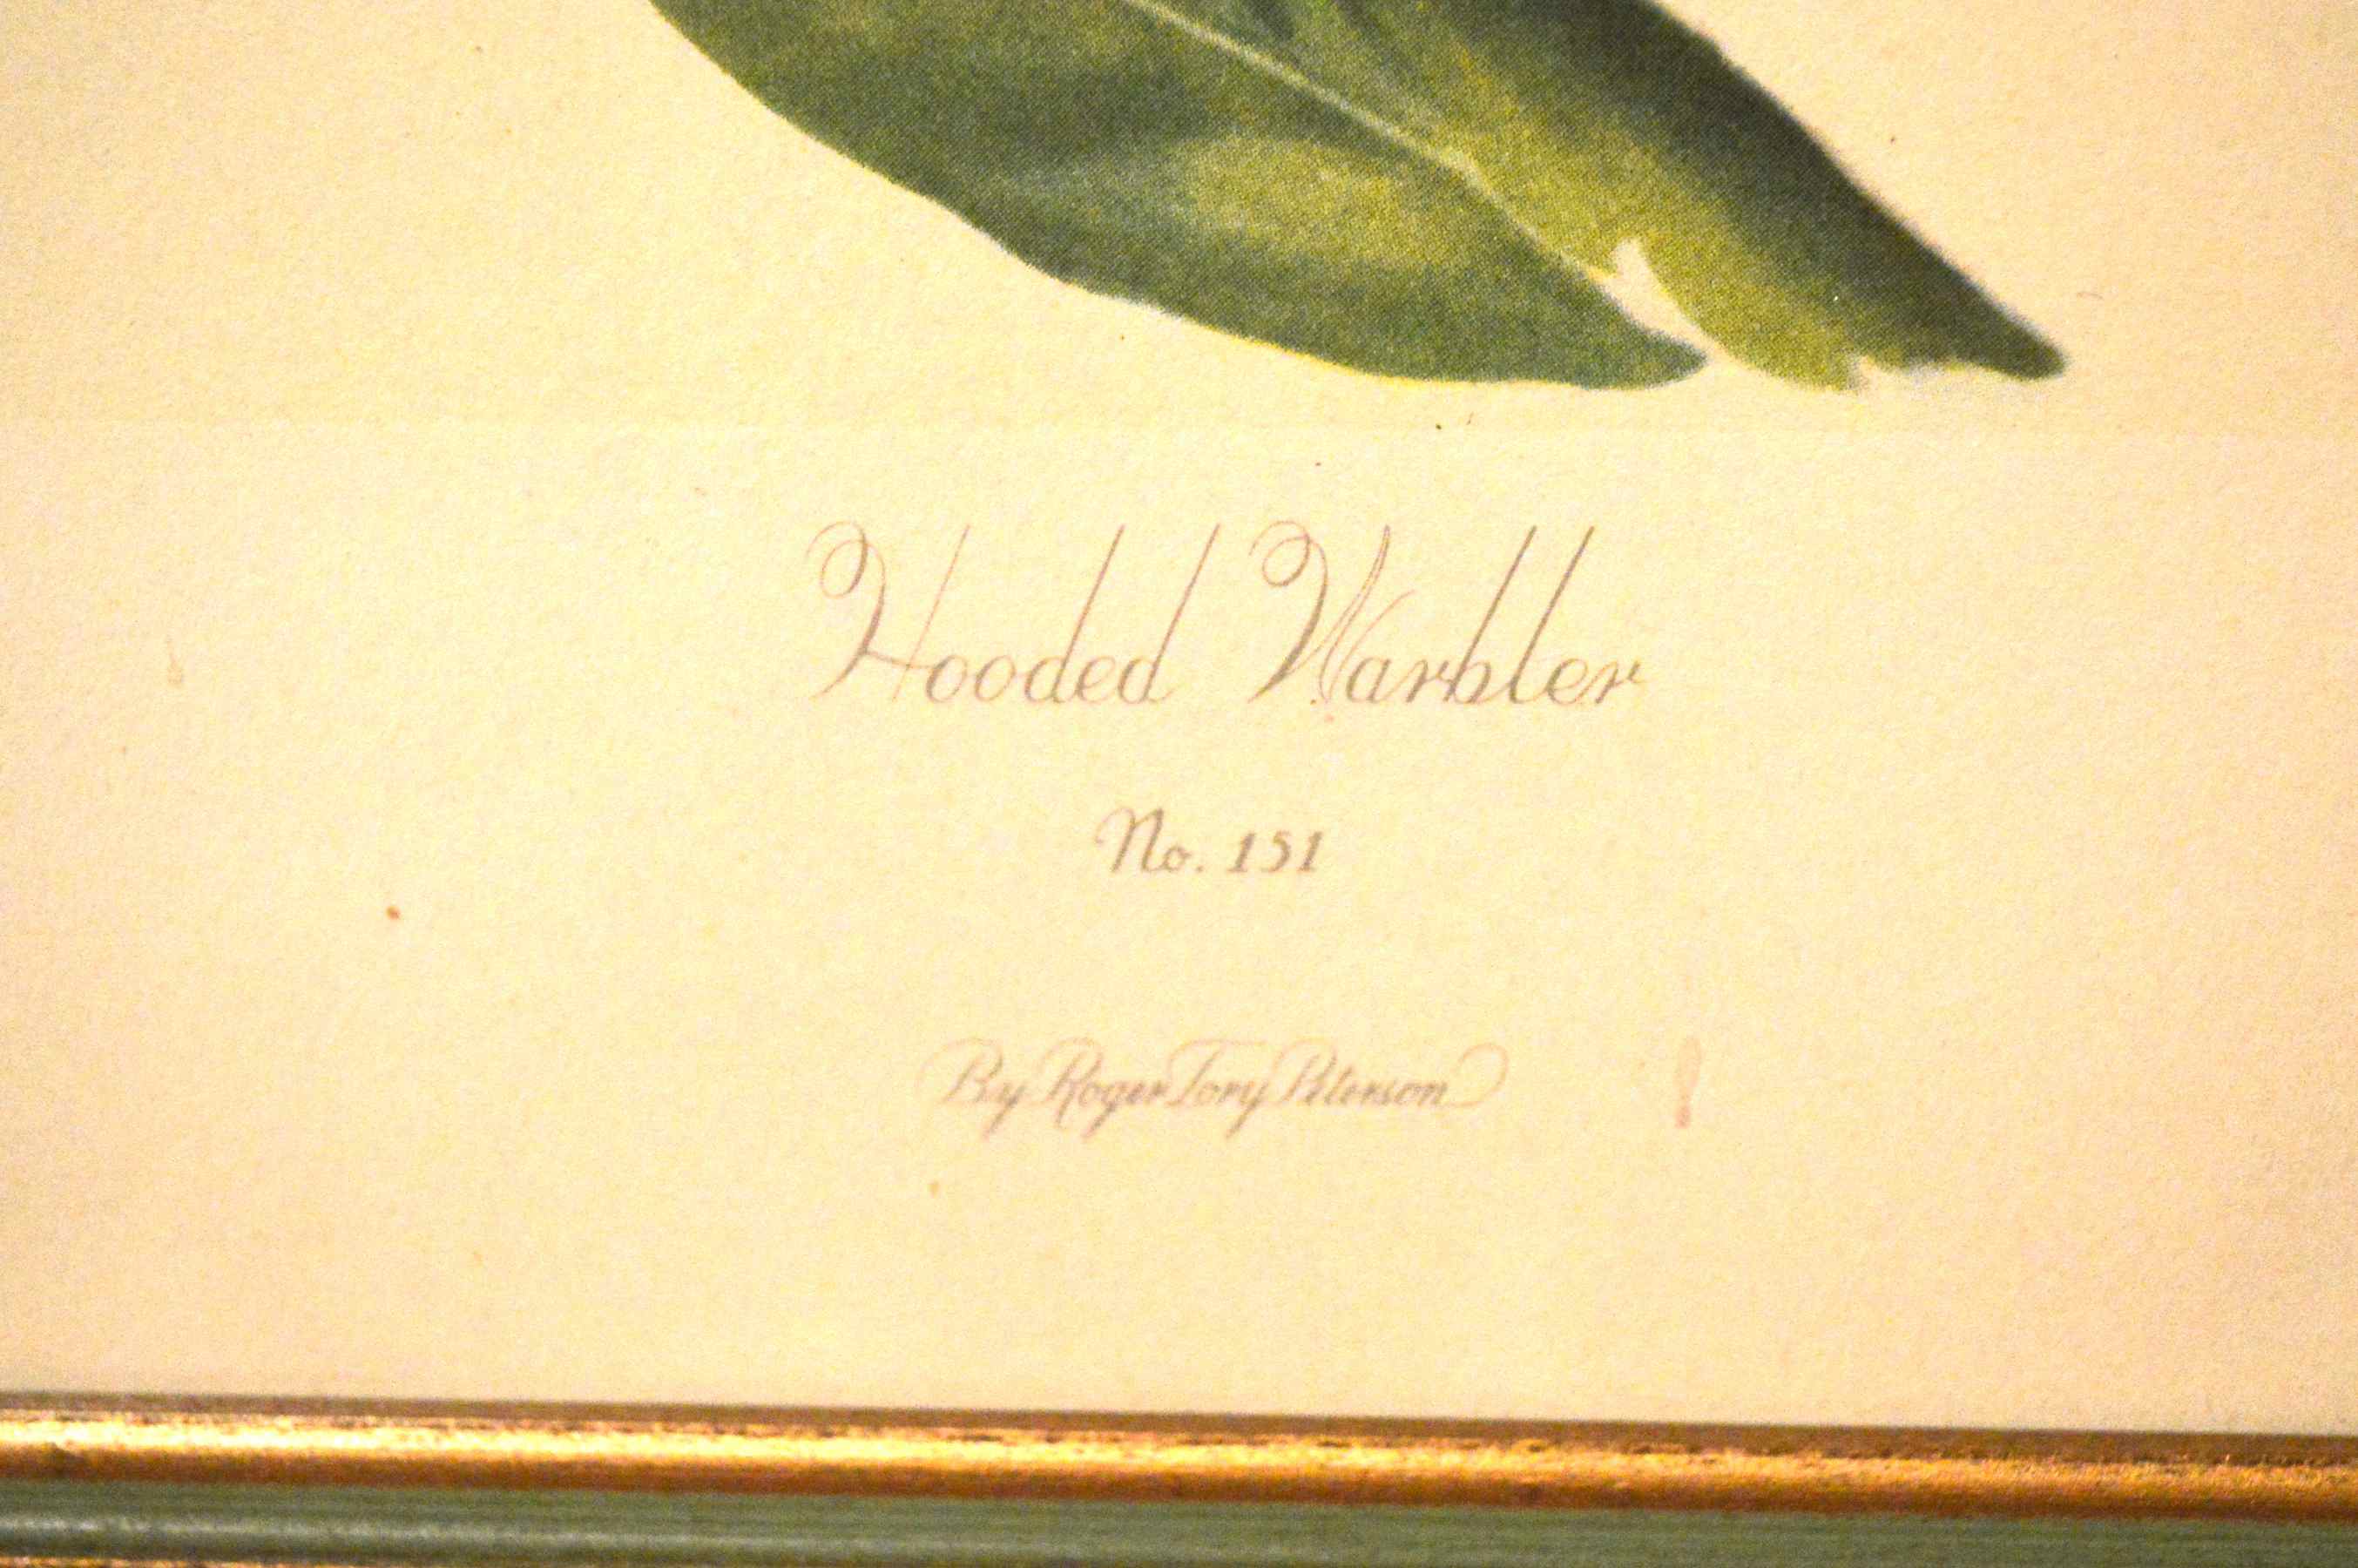 Hooded Warbler
No. 151
By Roger Tory Peterson